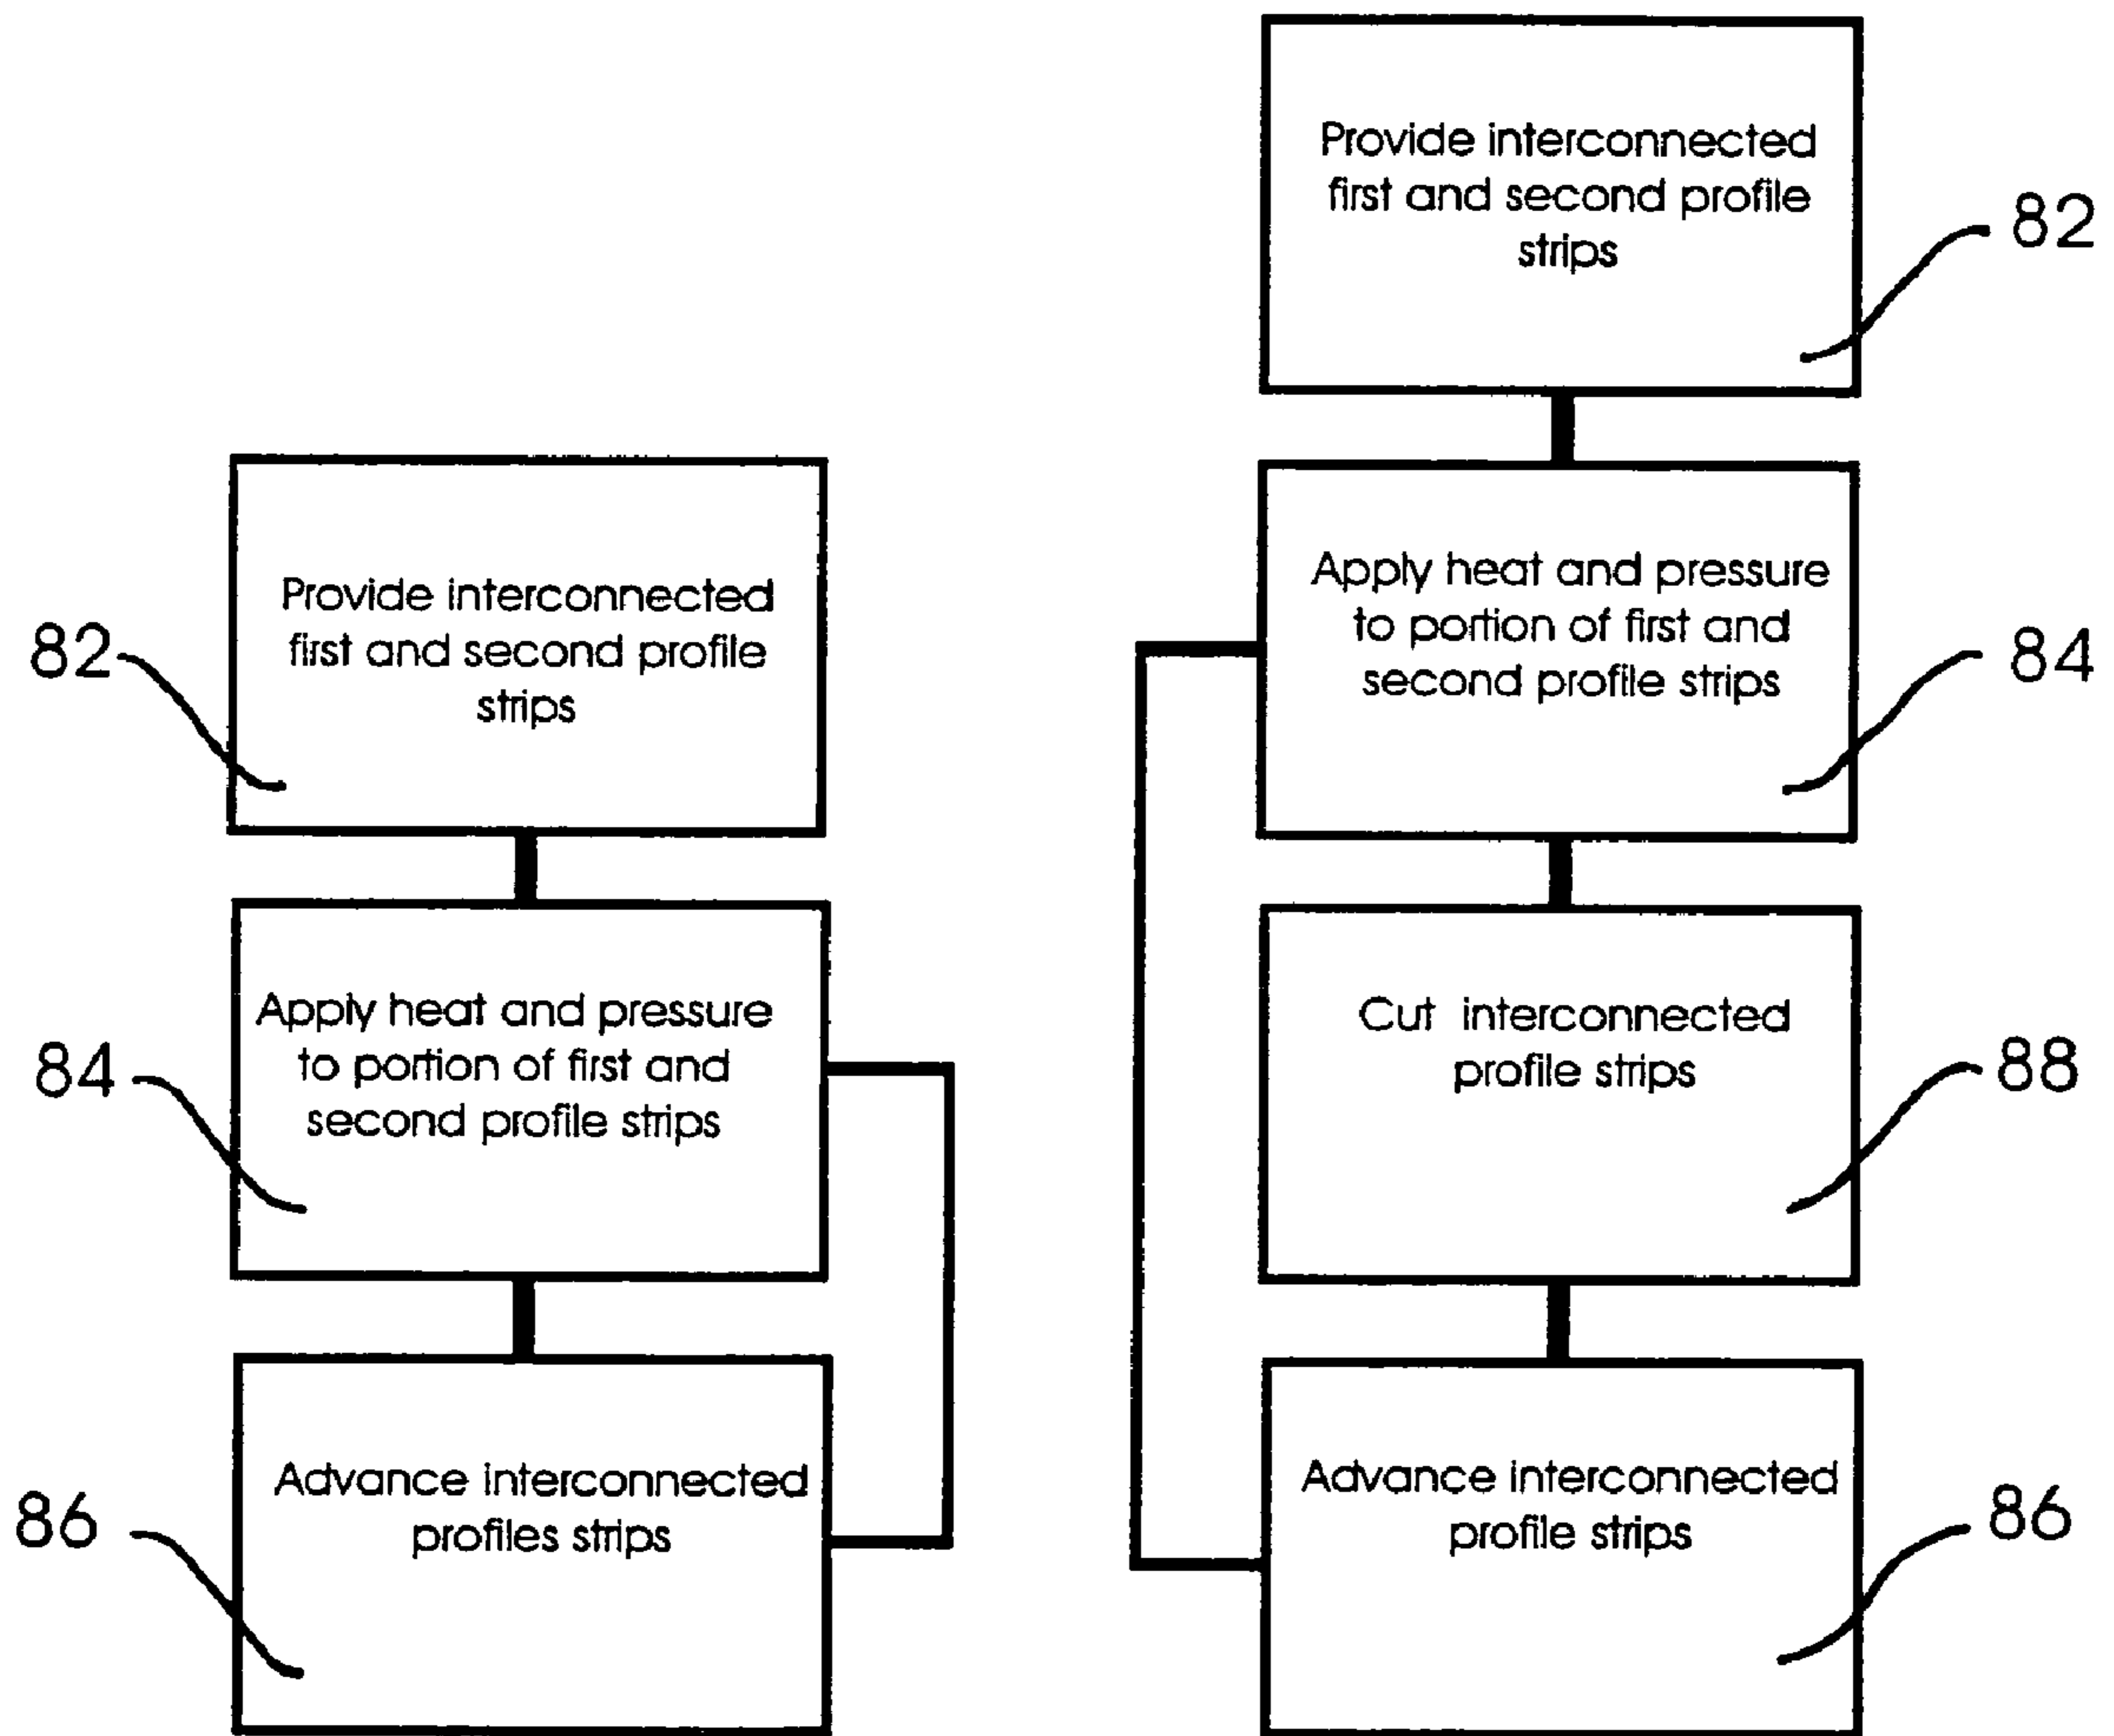 Provide interconnected
first and second profile
strips
82
Apply heat and pressure
to portion of first and
second profile strips
84
Advance interconnected
profiles strips
86
Provide interconnected
first and second profile
strips
82
Apply heat and pressure
to portion of first and
second profile strips
84
Cut interconnected
profile strips
88
Advance interconnected
profile strips
86